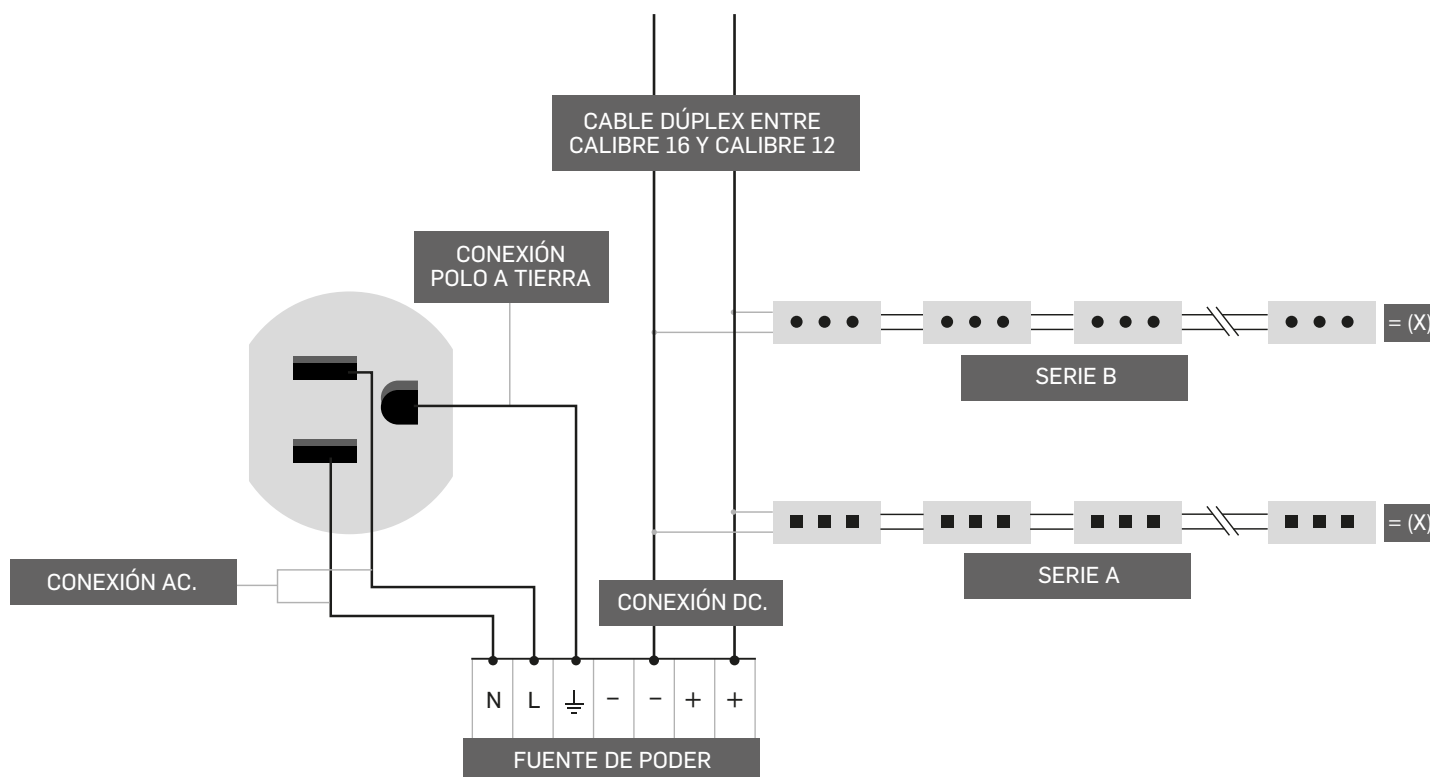 CABLE DÚPLEX ENTRE
CALIBRE 16 Y CALIBRE 12
CONEXIÓN
POLO A TIERRA
= (X)
SERIE B
= (X)
SERIE A
CONEXIÓN AC.
CONEXIÓN DC.
N L - - + +
FUENTE DE PODER